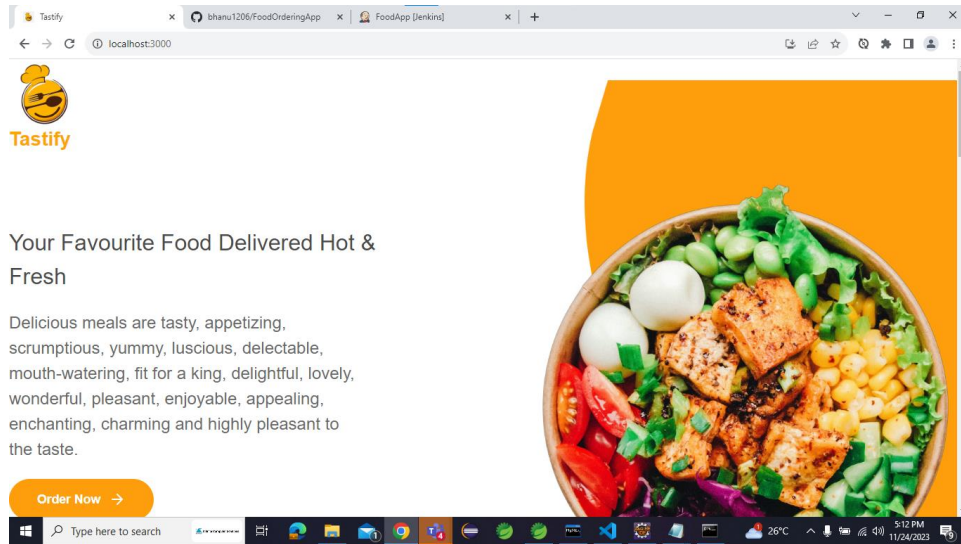 Tastify
bhanu1206/FoodOrderingApp
FoodApp [Jenkins]
localhost:3000
Tastify
Your Favourite Food Delivered Hot &
Fresh
Delicious meals are tasty, appetizing,
scrumptious, yummy, luscious, delectable,
mouth-watering, fit for a king, delightful, lovely,
wonderful, pleasant, enjoyable, appealing,
enchanting, charming and highly pleasant to
the taste.
Order Now →
Type here to search
26°C
5:12 PM
11/24/2023